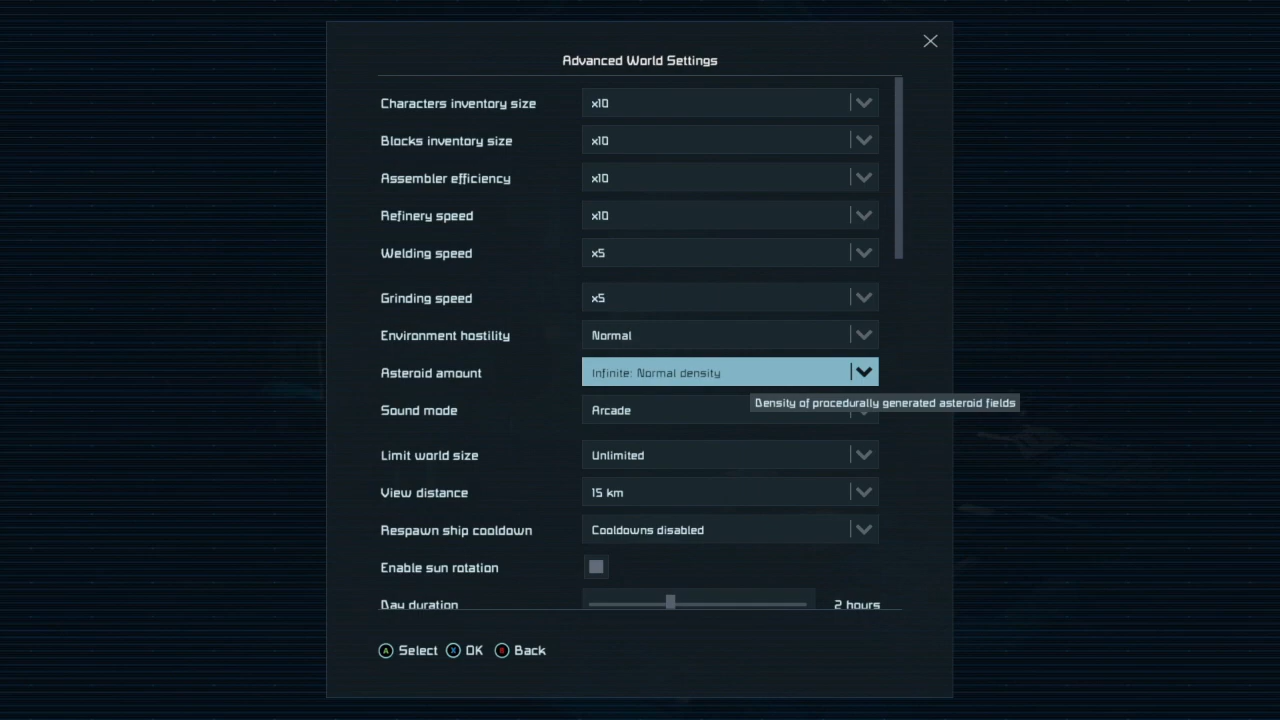 Advanced World Settings
Characters inventory size x10
Blocks inventory size x10
Assembler efficiency x10
Refinery speed x10
Welding speed x5
Grinding speed x5
Environment hostility Normal
Asteroid amount Infinite: Normal density
Density of procedurally generated asteroid fields
Sound mode Arcade
Limit world size Unlimited
View distance 15 km
Respawn ship cooldown Cooldowns disabled
Enable sun rotation
Day duration 2 hours
A Select X OK B Back